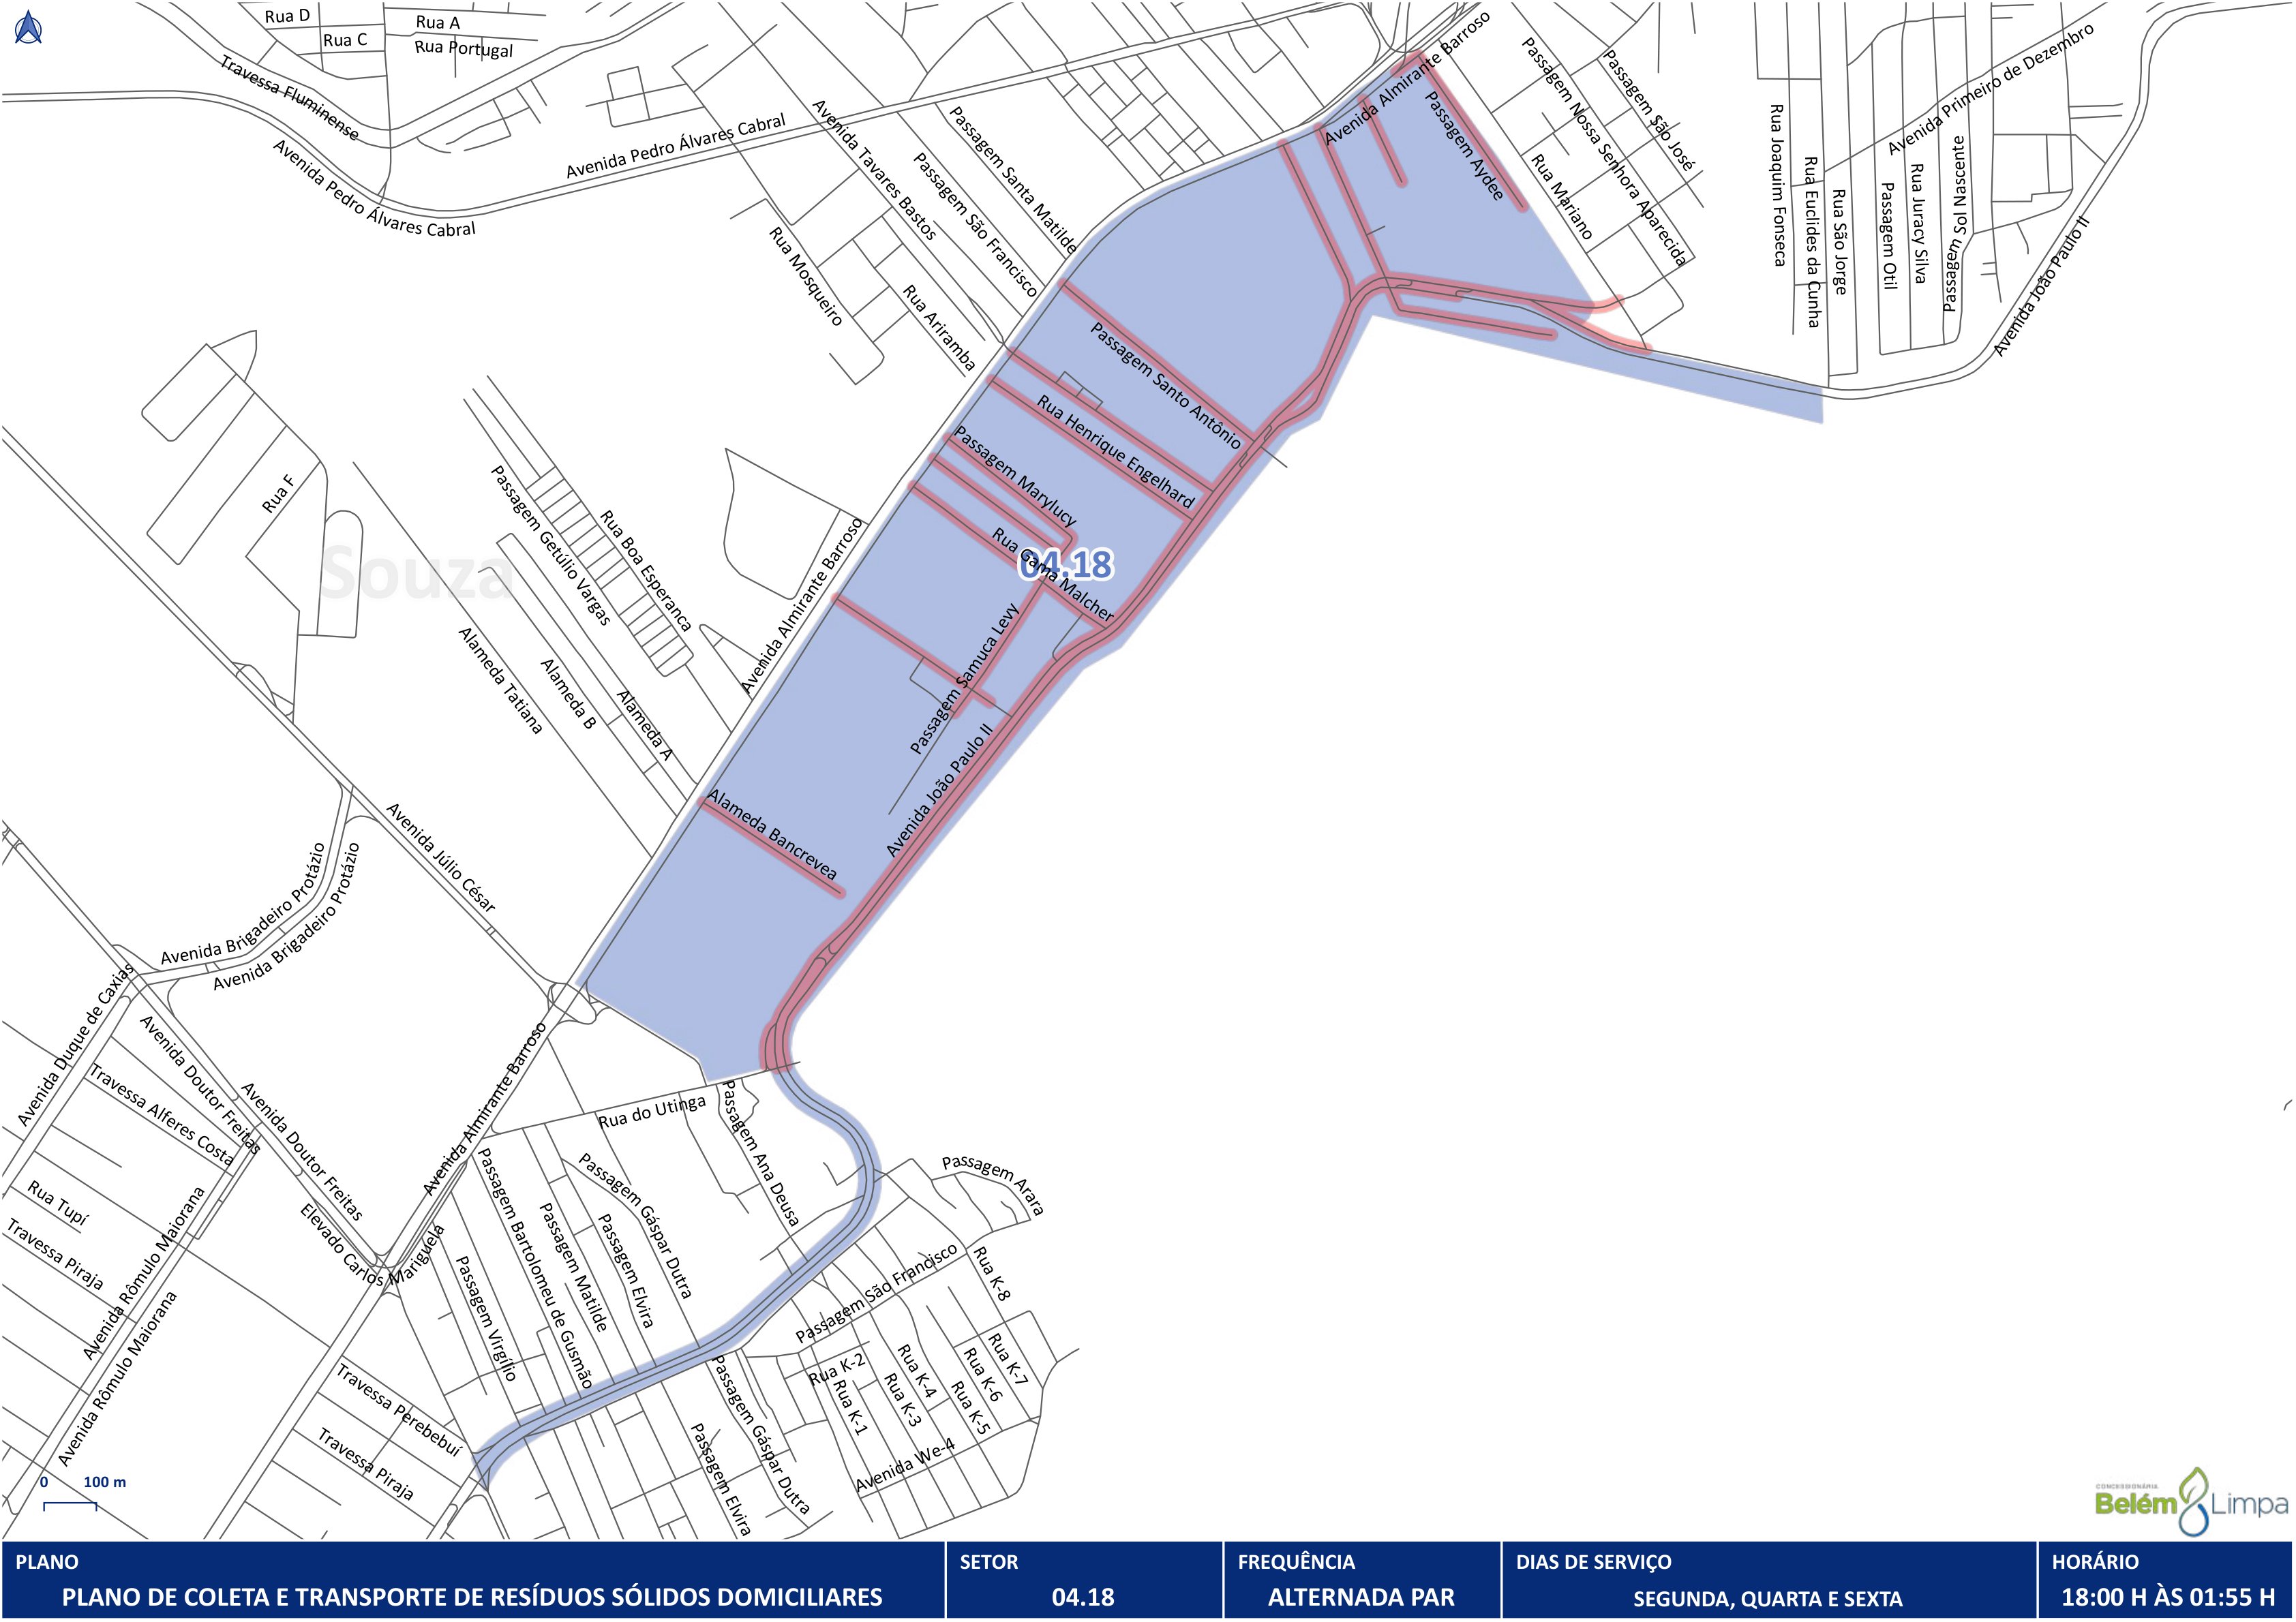 Rua D
Rua A
Rua C
Rua Portugal
Travessa Fluminense
Avenida Pedro Álvares Cabral
Avenida Pedro Álvares Cabral
Avenida Tavares Bastos
Passagem São Francisco
Passagem Santa Matilde
Rua Mosqueiro
Rua Ariramba
Avenida Almirante Barroso
Passagem Aydee
Passagem Nossa Senhora Aparecida
Passagem São José
Rua Mariano
Rua Joaquim Fonseca
Rua Euclides da Cunha
Rua São Jorge
Passagem Otil
Rua Juracy Silva
Passagem Sol Nascente
Avenida Primeiro de Dezembro
Avenida João Paulo II
Passagem Santo Antônio
Rua Henrique Engelhard
Passagem Marylucy
Rua Gama Malcher
04.18
Passagem Samuca Levy
Avenida João Paulo II
Alameda Bancrevea
Avenida Almirante Barroso
Rua F
Souza
Passagem Getúlio Vargas
Rua Boa Esperança
Alameda Tatiana
Alameda B
Alameda A
Avenida Júlio César
Avenida Brigadeiro Protázio
Avenida Brigadeiro Protázio
Avenida Duque de Caxias
Avenida Doutor Freitas
Avenida Doutor Freitas
Travessa Alferes Costa
Rua Tupí
Travessa Piraja
Avenida Rômulo Maiorana
Avenida Rômulo Maiorana
Elevado Carlos Mariguela
Avenida Almirante Barroso
Rua do Utinga
Passagem Ana Deusa
Passagem Gáspar Dutra
Passagem Bartolomeu de Gusmão
Passagem Matilde
Passagem Elvira
Passagem Virgílio
Passagem Arara
Passagem São Francisco
Rua K-8
Rua K-7
Rua K-6
Rua K-5
Rua K-4
Rua K-3
Rua K-2
Rua K-1
Avenida We-4
Passagem Gáspar Dutra
Passagem Elvira
Travessa Perebebuí
Travessa Piraja
0 100 m
CONCESSIONÁRIA
Belém Limpa
PLANO
PLANO DE COLETA E TRANSPORTE DE RESÍDUOS SÓLIDOS DOMICILIARES
SETOR
04.18
FREQUÊNCIA
ALTERNADA PAR
DIAS DE SERVIÇO
SEGUNDA, QUARTA E SEXTA
HORÁRIO
18:00 H ÀS 01:55 H